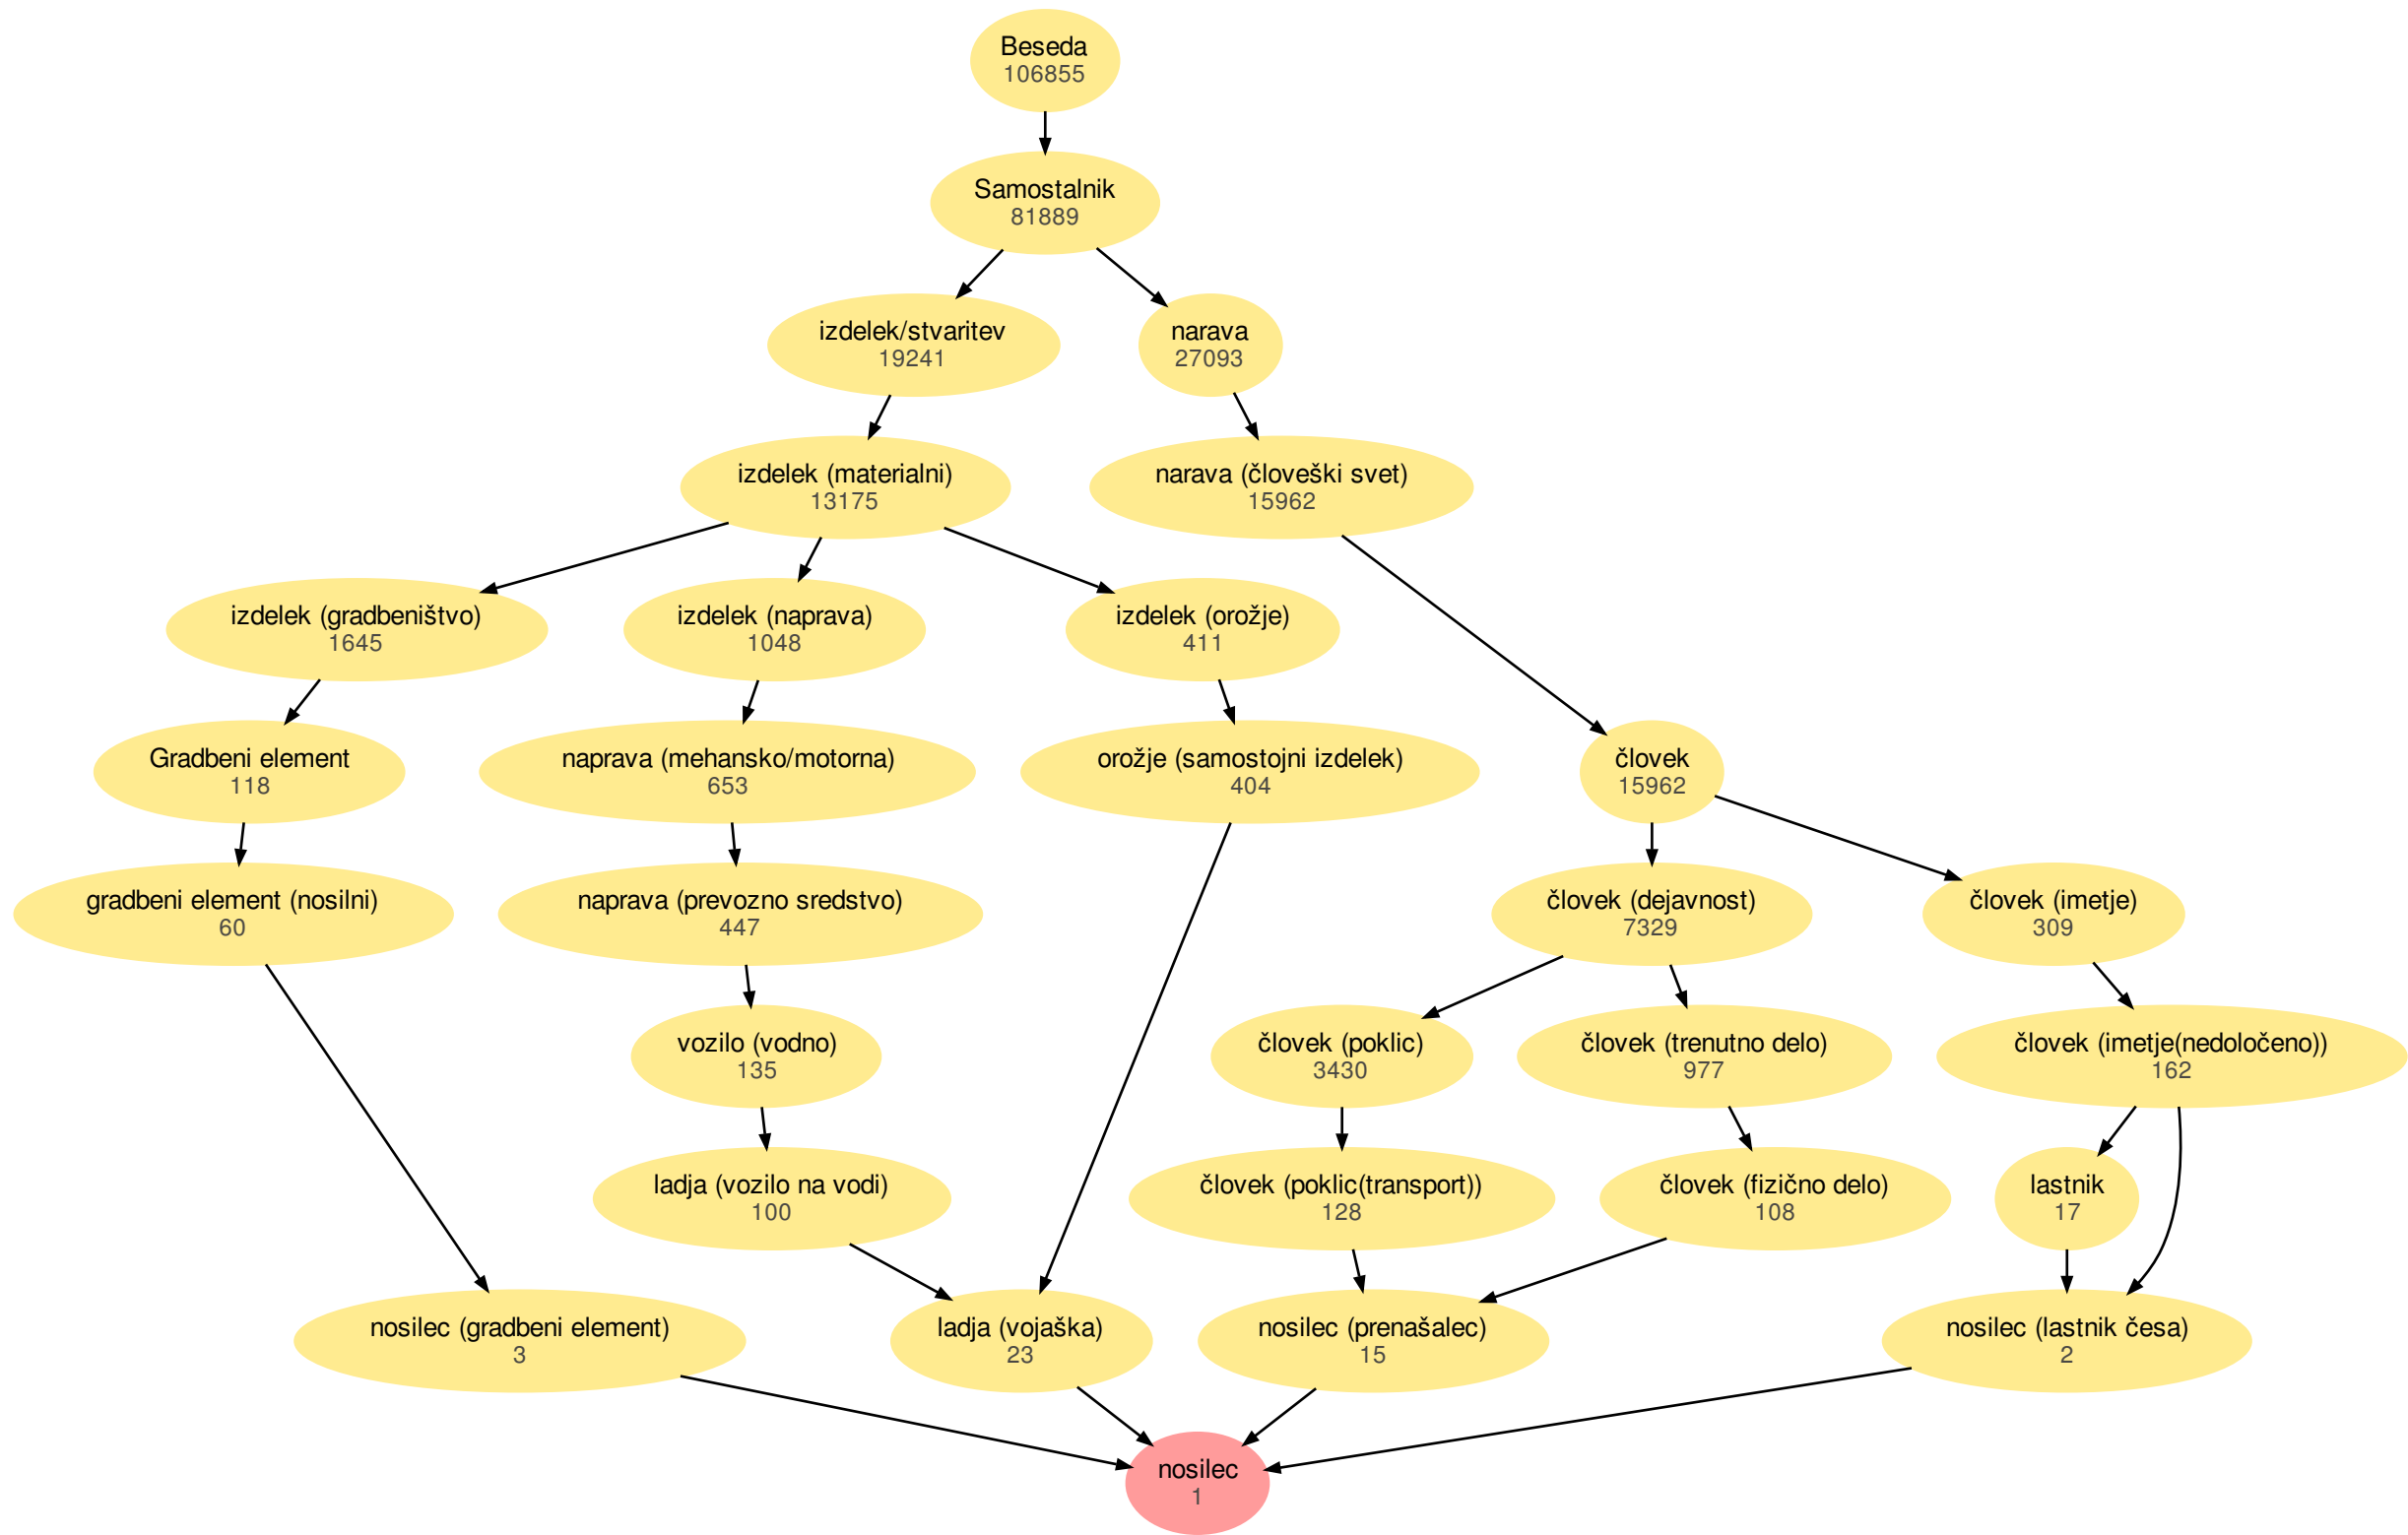 Beseda
106855
Samostalnik
81889
izdelek/stvaritev
19241
narava
27093
izdelek (materialni)
13175
narava (človeški svet)
15962
izdelek (gradbeništvo)
1645
izdelek (naprava)
1048
izdelek (orožje)
411
Gradbeni element
118
naprava (mehansko/motorna)
653
orožje (samostojni izdelek)
404
človek
15962
gradbeni element (nosilni)
60
naprava (prevozno sredstvo)
447
človek (dejavnost)
7329
človek (imetje)
309
vozilo (vodno)
135
človek (poklic)
3430
človek (trenutno delo)
977
človek (imetje(nedoločeno))
162
ladja (vozilo na vodi)
100
človek (poklic(transport))
128
človek (fizično delo)
108
lastnik
17
nosilec (gradbeni element)
3
ladja (vojaška)
23
nosilec (prenašalec)
15
nosilec (lastnik česa)
2
nosilec
1